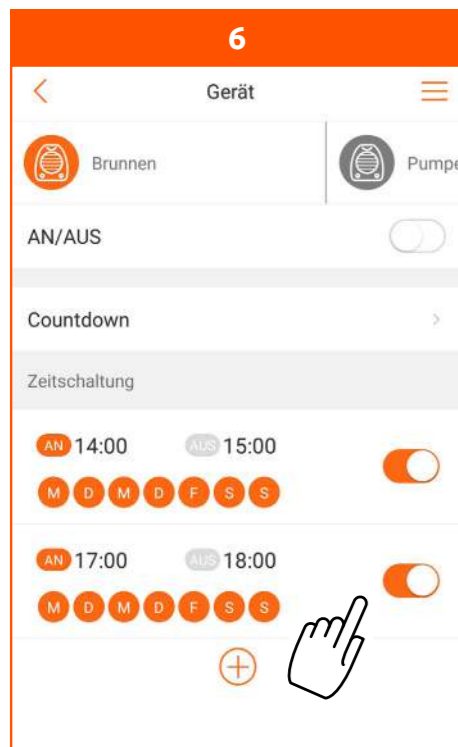 6
Gerät
Brunnen
Pumpe
AN/AUS
Countdown
Zeitschaltung
AN 14:00 AUS 15:00
M D M D F S S
AN 17:00 AUS 18:00
M D M D F S S